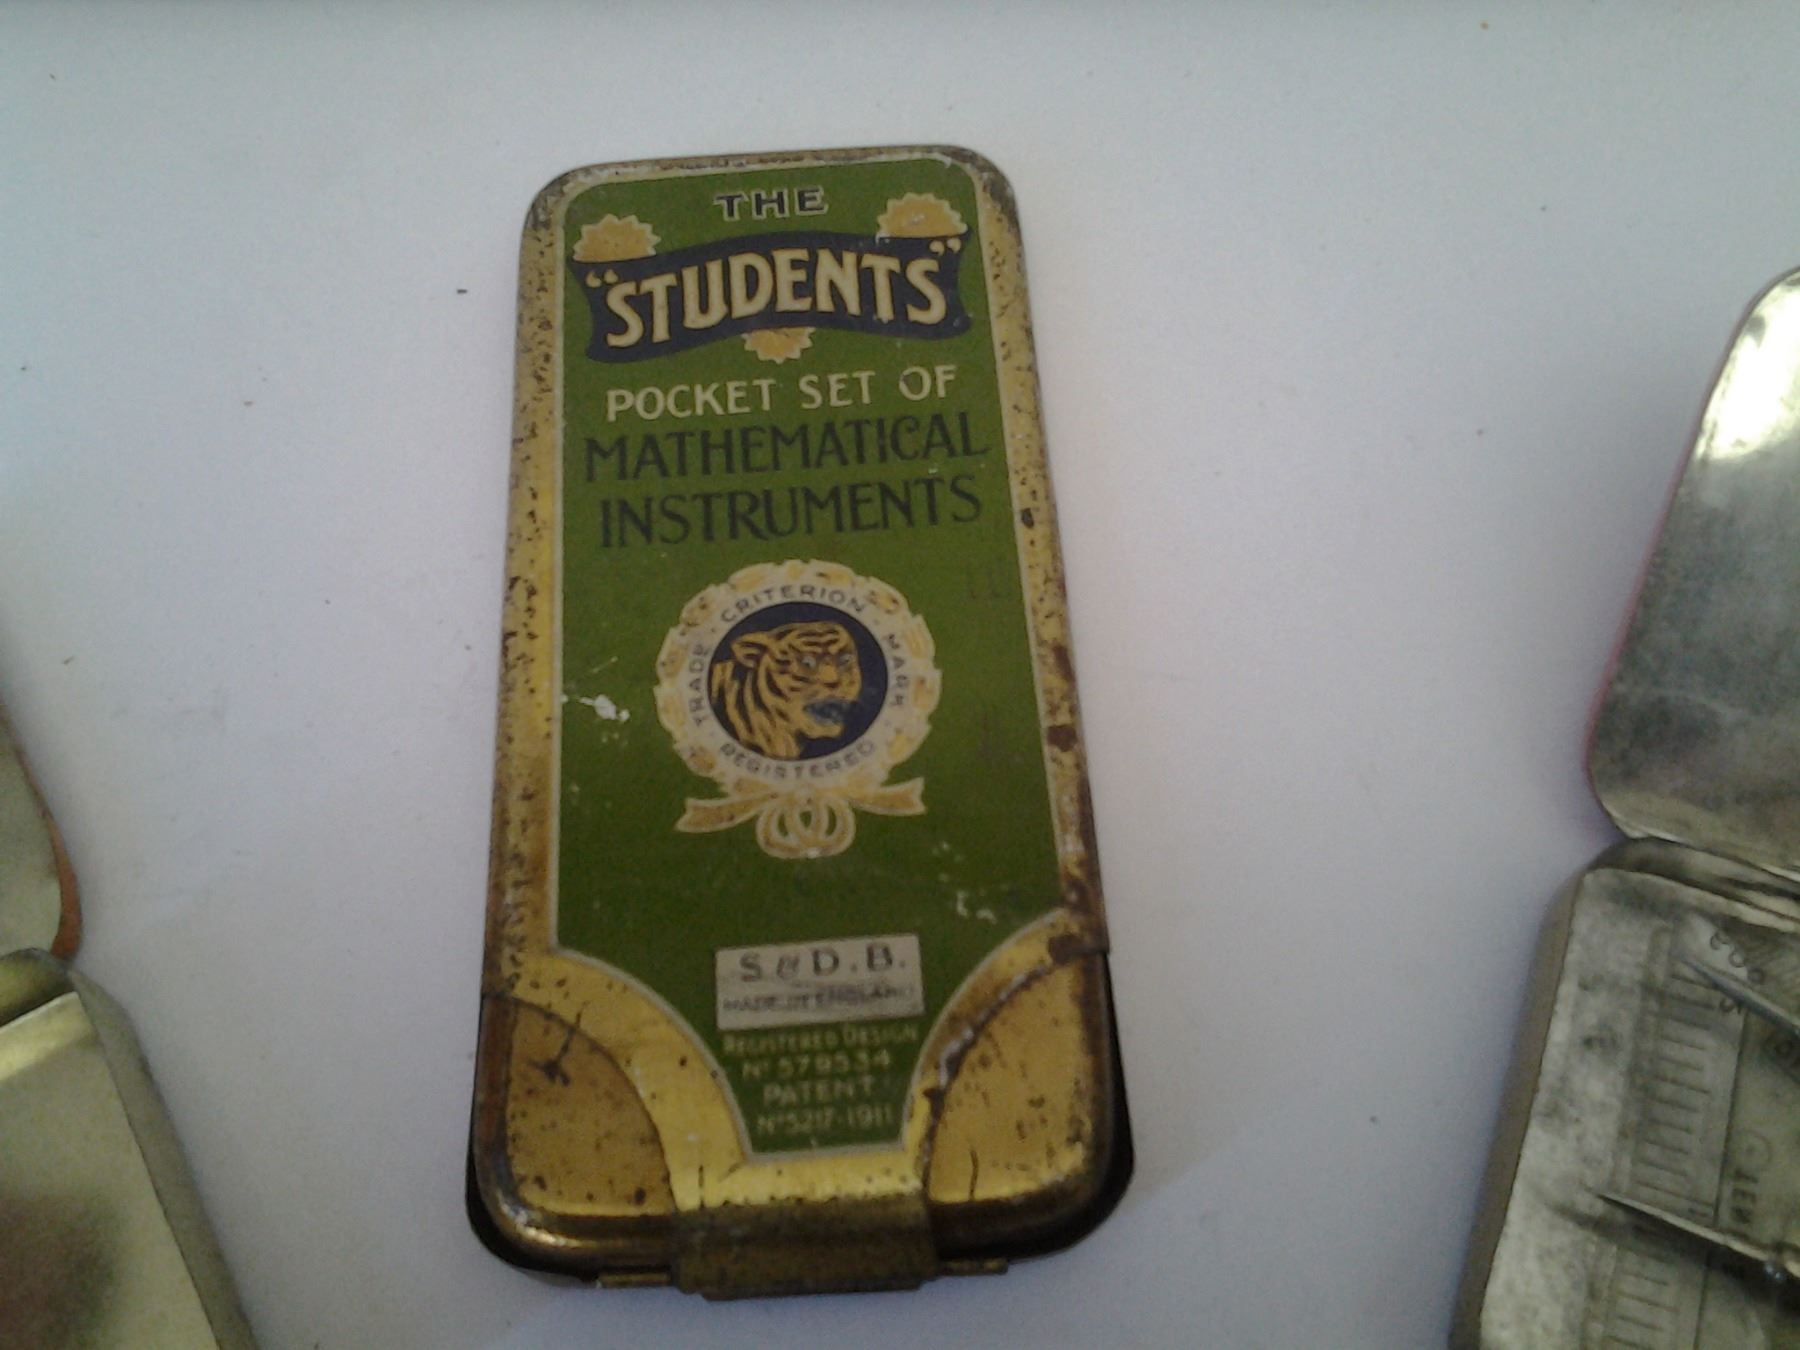 THE
"STUDENTS"
POCKET SET OF
MATHEMATICAL
INSTRUMENTS
TRADE · CRITERION · MARK ·
REGISTERED
S & D. B.
MADE IN ENGLAND
REGISTERED DESIGN
Nº 579534
PATENT
Nº 5217-1911
TEN